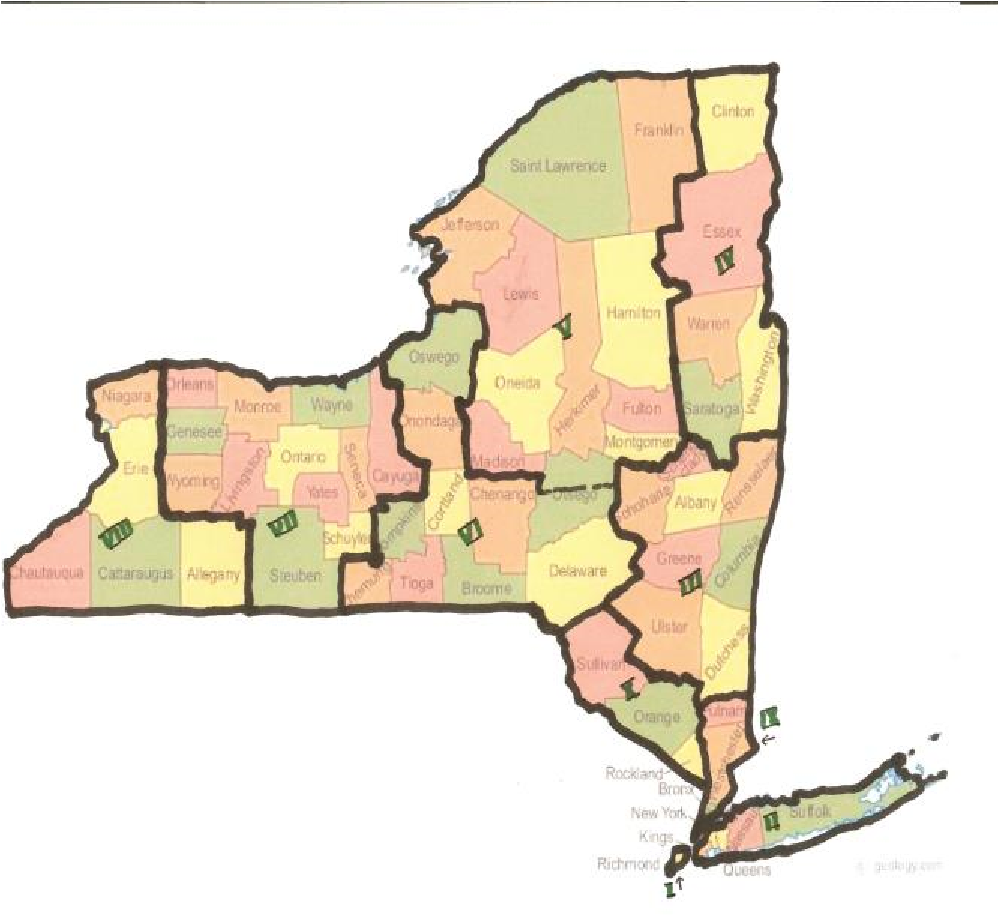 Clinton
Franklin
Saint Lawrence
Jefferson
Essex
IV
Lewis
Hamilton
Warren
V
Washington
Oswego
Oneida
Herkimer
Saratoga
Niagara
Orleans
Monroe
Wayne
Onondaga
Fulton
Genesee
Montgomery
Madison
Erie
Wyoming
Livingston
Ontario
Yates
Seneca
Cayuga
Cortland
Chenango
Otsego
Schoharie
Albany
Rensselaer
VIII
VII
Schuyler
Tompkins
VI
Greene
Columbia
III
Chautauqua
Cattaraugus
Allegany
Steuben
Chemung
Tioga
Broome
Delaware
Ulster
Dutchess
Sullivan
Orange
Putnam
IX
Westchester
Rockland
Bronx
New York
Kings
Richmond
Nassau
II
Suffolk
Queens
I
geology.com